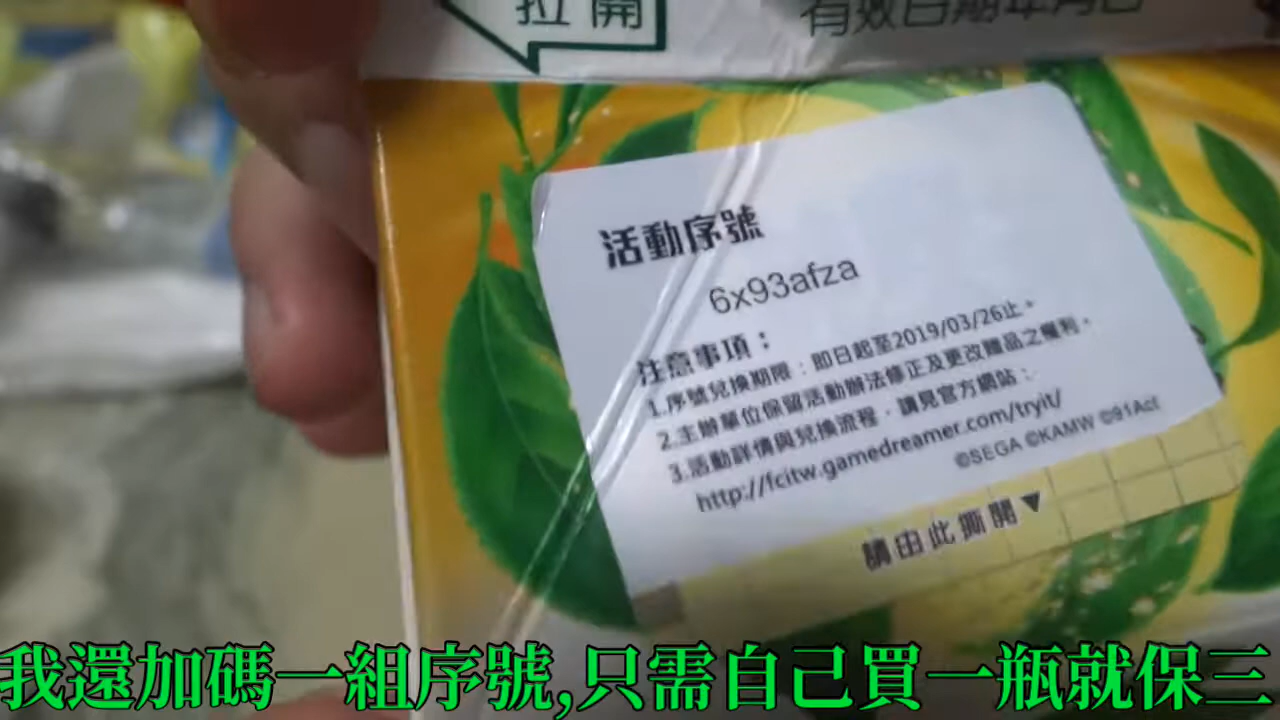 拉開
有效日期年月日
活動序號
6x93afza
注意事項：
1.序號兌換期限：即日起至2019/03/26止。
2.主辦單位保留活動辦法修正及更改贈品之權利。
3.活動詳情與兌換流程，請見官方網站：
http://fcitw.gamedreamer.com/tryit/
©SEGA ©KAMW ©91Act
請由此撕開▼
我還加碼一組序號,只需自己買一瓶就保三